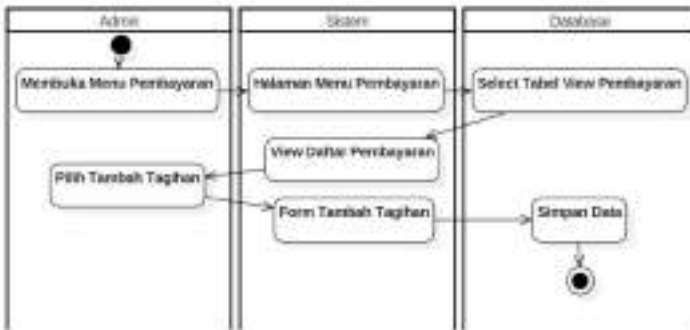 Admin
Sistem
Database
Membuka Menu Pembayaran
Halaman Menu Pembayaran
Select Tabel View Pembayaran
View Daftar Pembayaran
Pilih Tambah Tagihan
Form Tambah Tagihan
Simpan Data